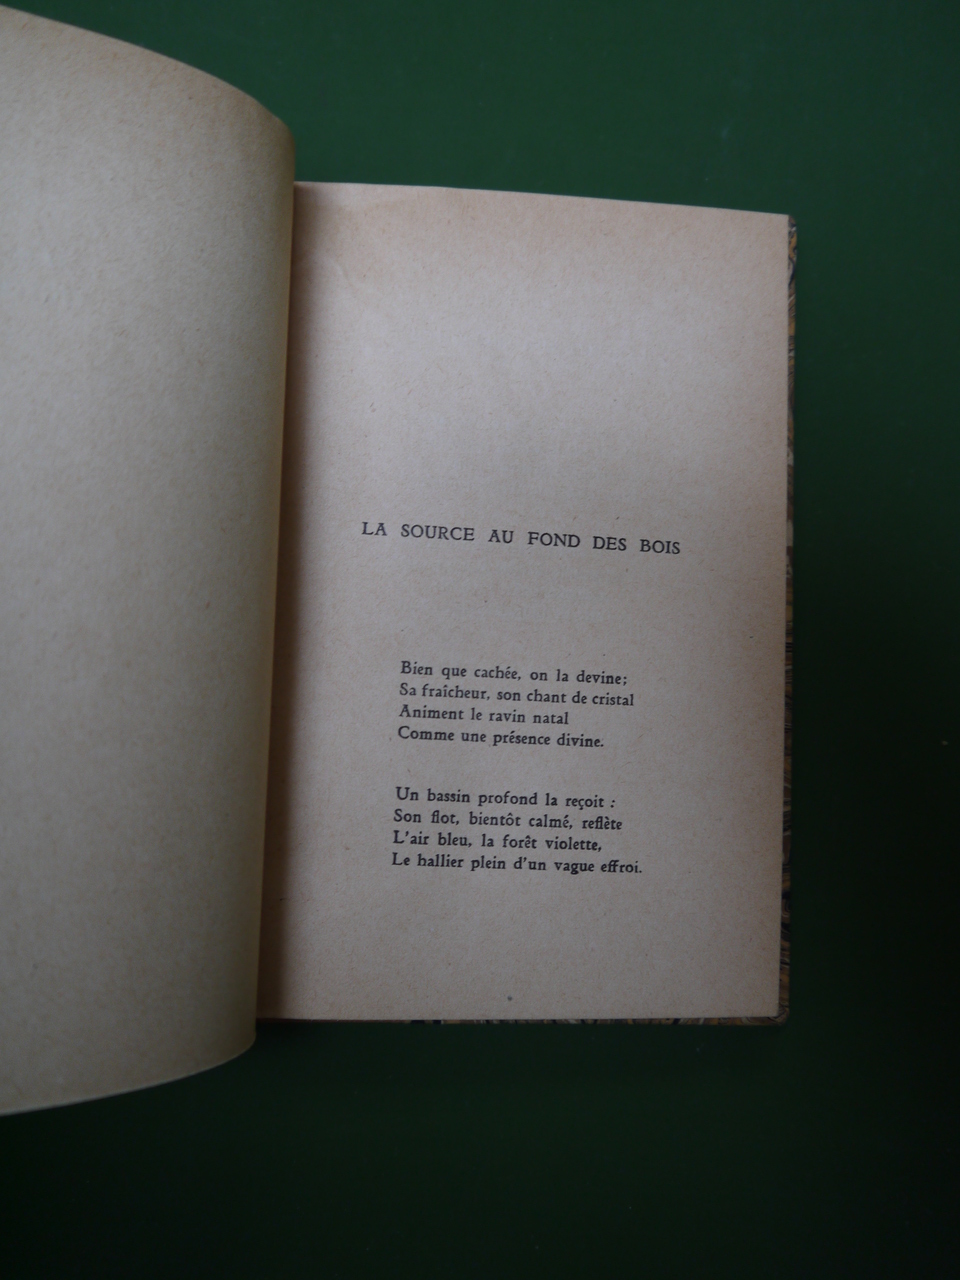 LA SOURCE AU FOND DES BOIS
Bien que cachée, on la devine;
Sa fraîcheur, son chant de cristal
Animent le ravin natal
Comme une présence divine.
Un bassin profond la reçoit :
Son flot, bientôt calmé, reflète
L'air bleu, la forêt violette,
Le hallier plein d'un vague effroi.